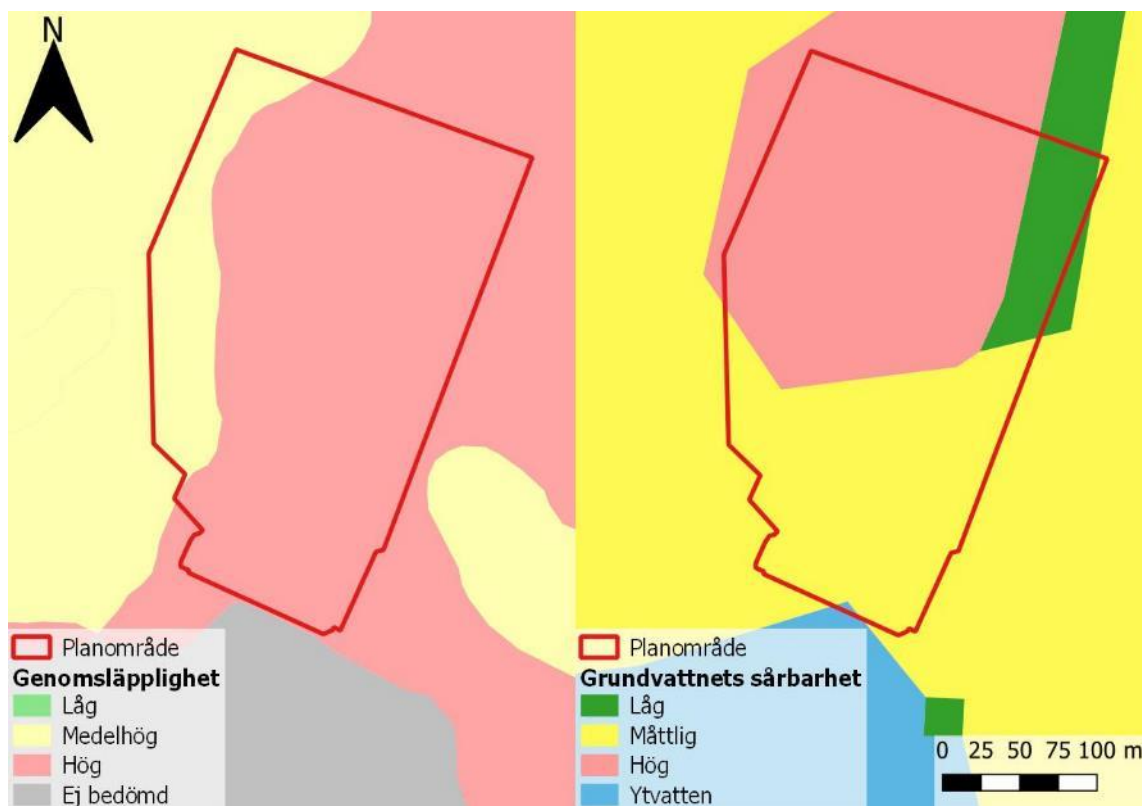 N
Planområde
Genomsläpplighet
Låg
Medelhög
Hög
Ej bedömd
Planområde
Grundvattnets sårbarhet
Låg
Måttlig
Hög
Ytvatten
0 25 50 75 100 m